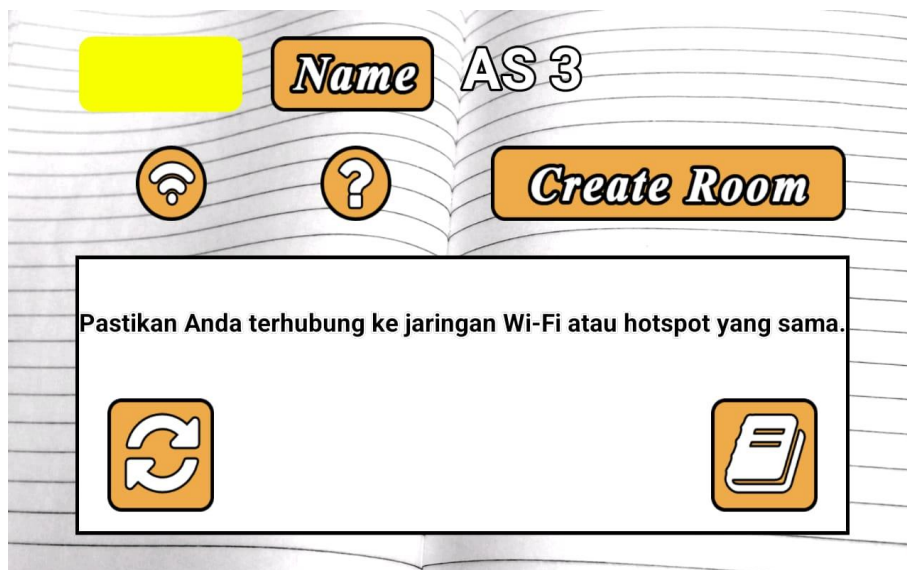 Name AS 3
?
Create Room
Pastikan Anda terhubung ke jaringan Wi-Fi atau hotspot yang sama.